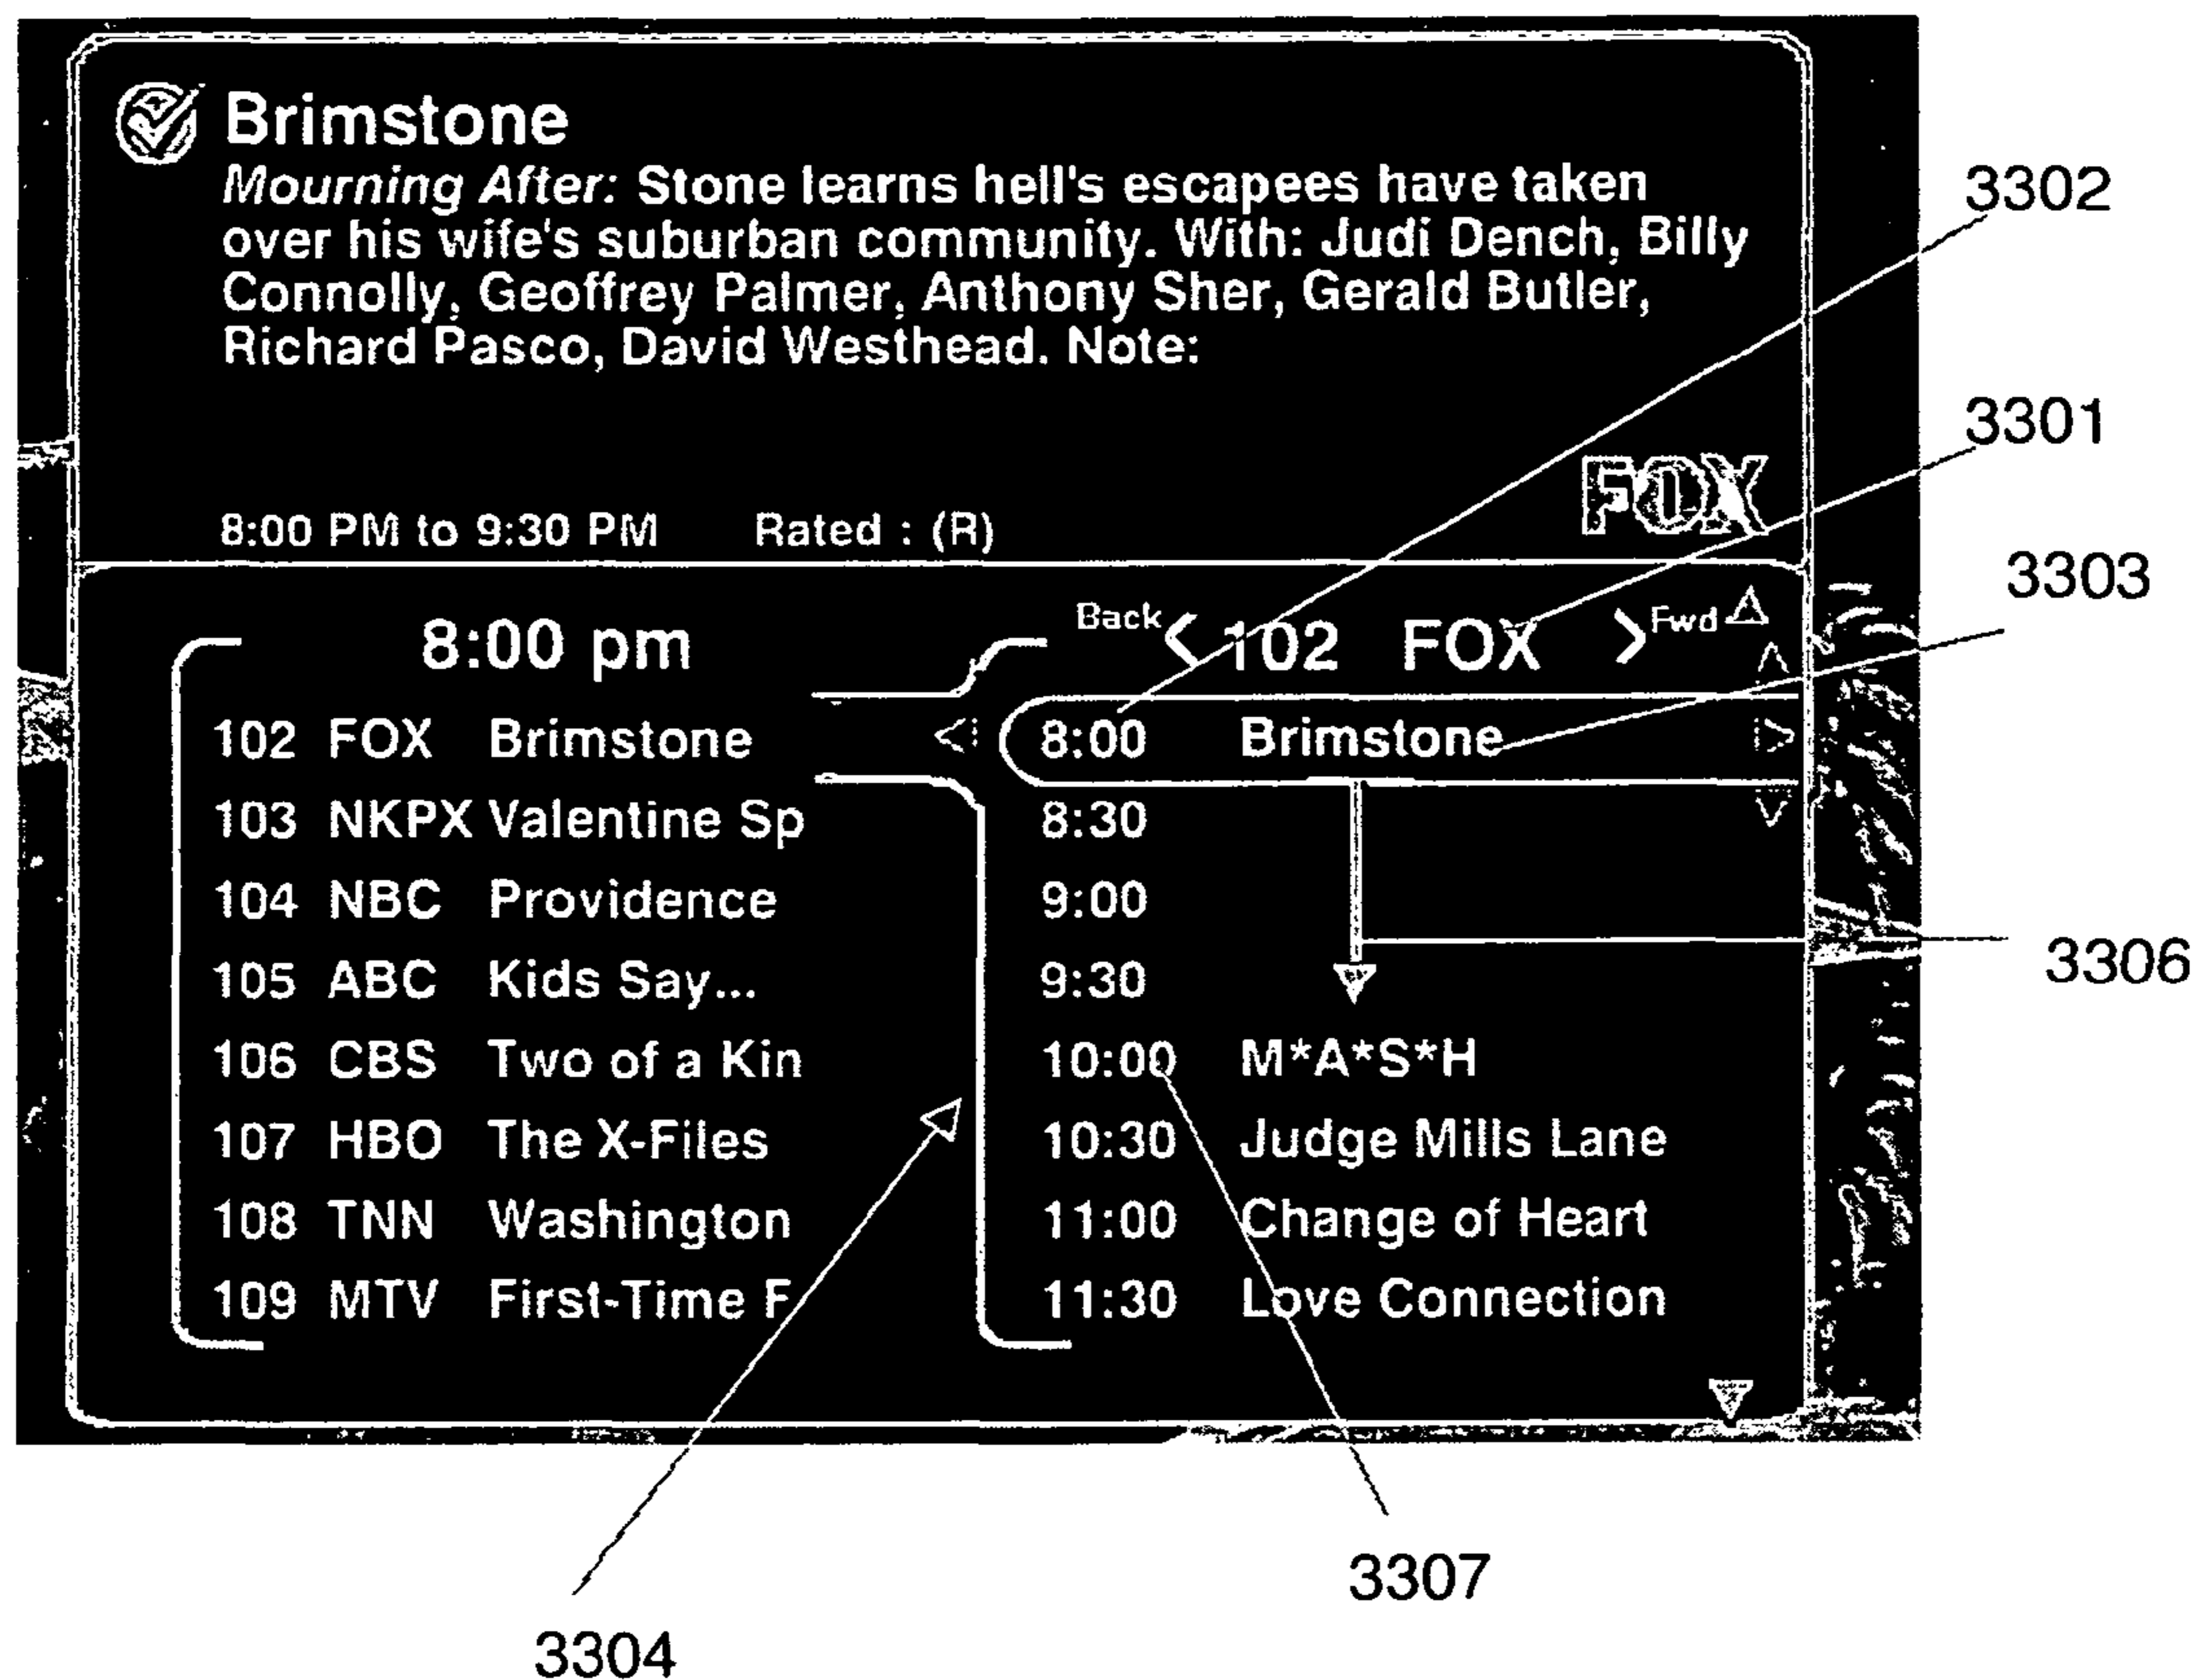 Brimstone
Mourning After: Stone learns hell's escapees have taken
over his wife's suburban community. With: Judi Dench, Billy
Connolly, Geoffrey Palmer, Anthony Sher, Gerald Butler,
Richard Pasco, David Westhead. Note:
FOX
8:00 PM to 9:30 PM Rated : (R)
8:00 pm
102 FOX Brimstone
103 NKPX Valentine Sp
104 NBC Providence
105 ABC Kids Say...
106 CBS Two of a Kin
107 HBO The X-Files
108 TNN Washington
109 MTV First-Time F
Back < 102 FOX > Fwd
8:00 Brimstone
8:30
9:00
9:30
10:00 M*A*S*H
10:30 Judge Mills Lane
11:00 Change of Heart
11:30 Love Connection
3302
3301
3303
3306
3307
3304